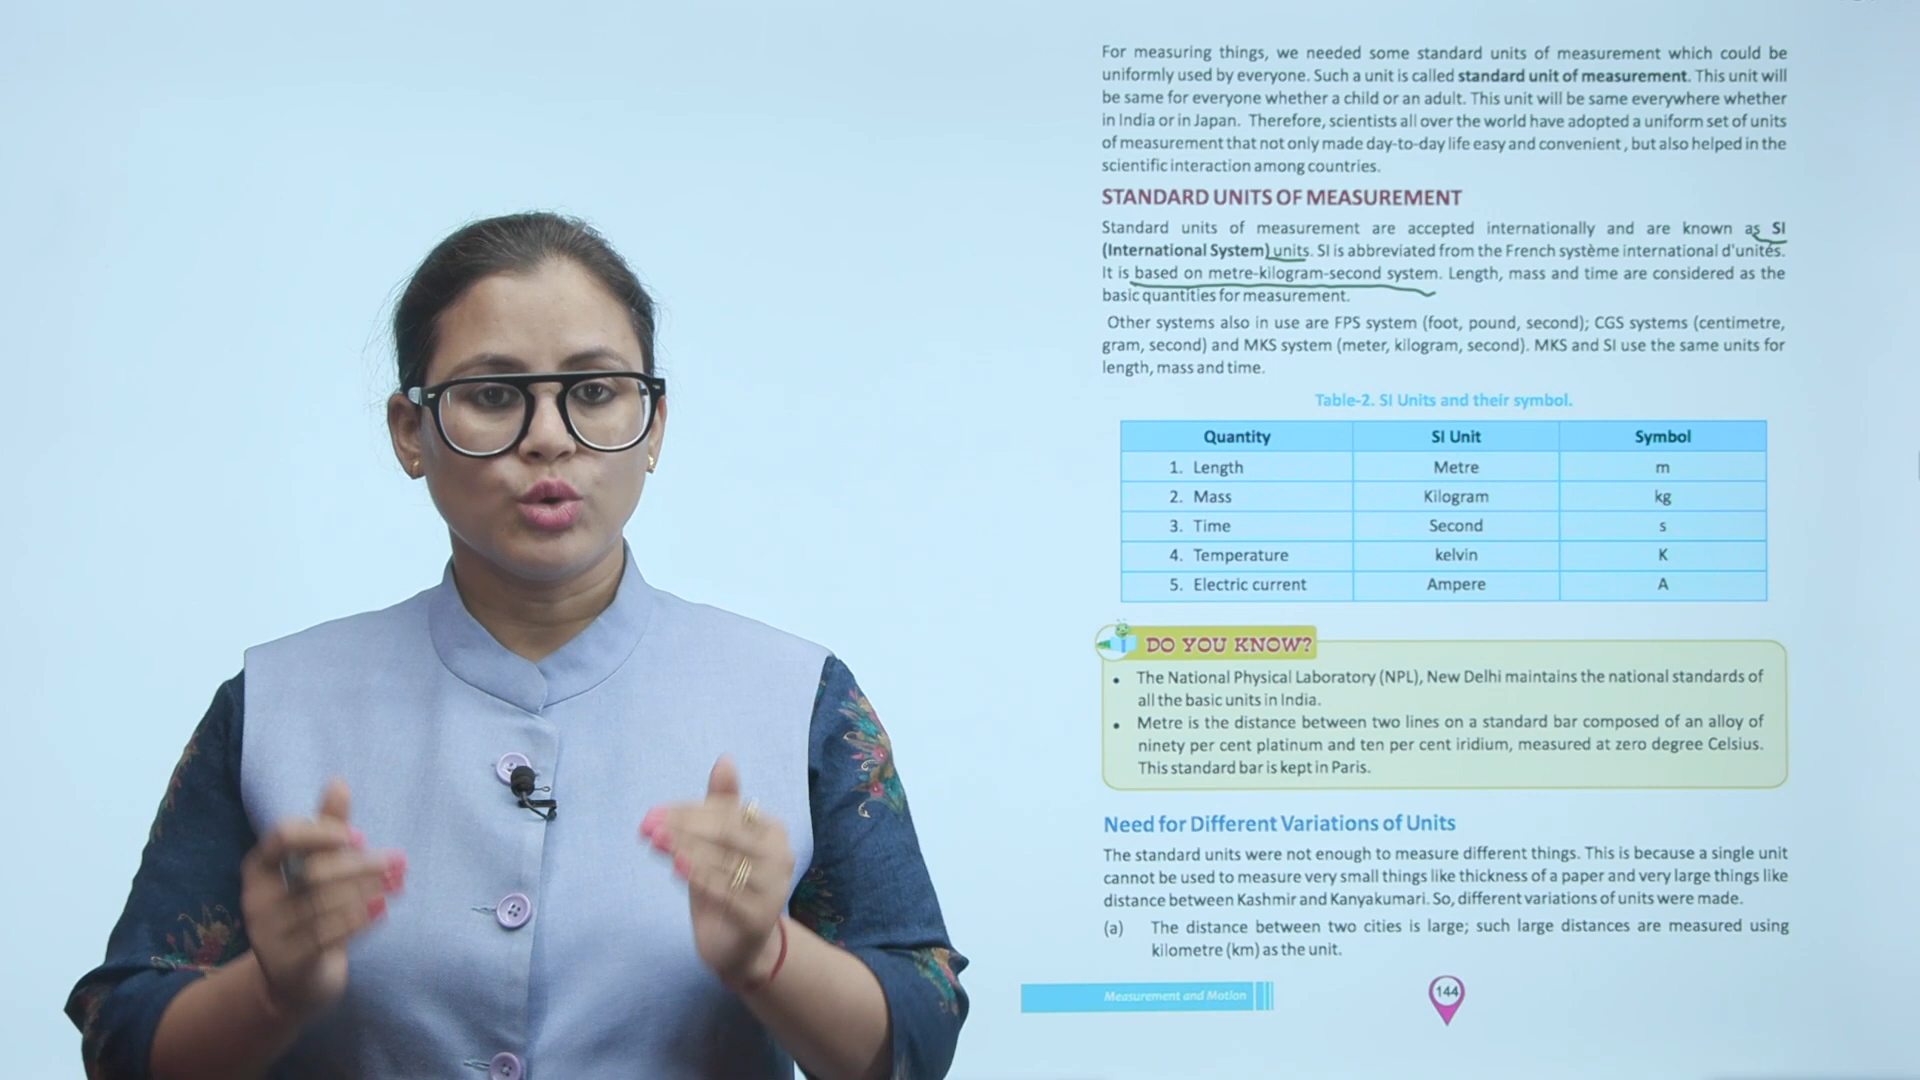 For measuring things, we needed some standard units of measurement which could be
uniformly used by everyone. Such a unit is called standard unit of measurement. This unit will
be same for everyone whether a child or an adult. This unit will be same everywhere whether
in India or in Japan. Therefore, scientists all over the world have adopted a uniform set of units
of measurement that not only made day-to-day life easy and convenient , but also helped in the
scientific interaction among countries.
STANDARD UNITS OF MEASUREMENT
Standard units of measurement are accepted internationally and are known as SI
(International System) units. SI is abbreviated from the French système international d'unités.
It is based on metre-kilogram-second system. Length, mass and time are considered as the
basic quantities for measurement.
Other systems also in use are FPS system (foot, pound, second); CGS systems (centimetre,
gram, second) and MKS system (meter, kilogram, second). MKS and SI use the same units for
length, mass and time.
Table-2. SI Units and their symbol.
Quantity SI Unit Symbol
1. Length Metre m
2. Mass Kilogram kg
3. Time Second s
4. Temperature kelvin K
5. Electric current Ampere A
DO YOU KNOW?
• The National Physical Laboratory (NPL), New Delhi maintains the national standards of
all the basic units in India.
• Metre is the distance between two lines on a standard bar composed of an alloy of
ninety per cent platinum and ten per cent iridium, measured at zero degree Celsius.
This standard bar is kept in Paris.
Need for Different Variations of Units
The standard units were not enough to measure different things. This is because a single unit
cannot be used to measure very small things like thickness of a paper and very large things like
distance between Kashmir and Kanyakumari. So, different variations of units were made.
(a) The distance between two cities is large; such large distances are measured using
kilometre (km) as the unit.
Measurement and Motion
144